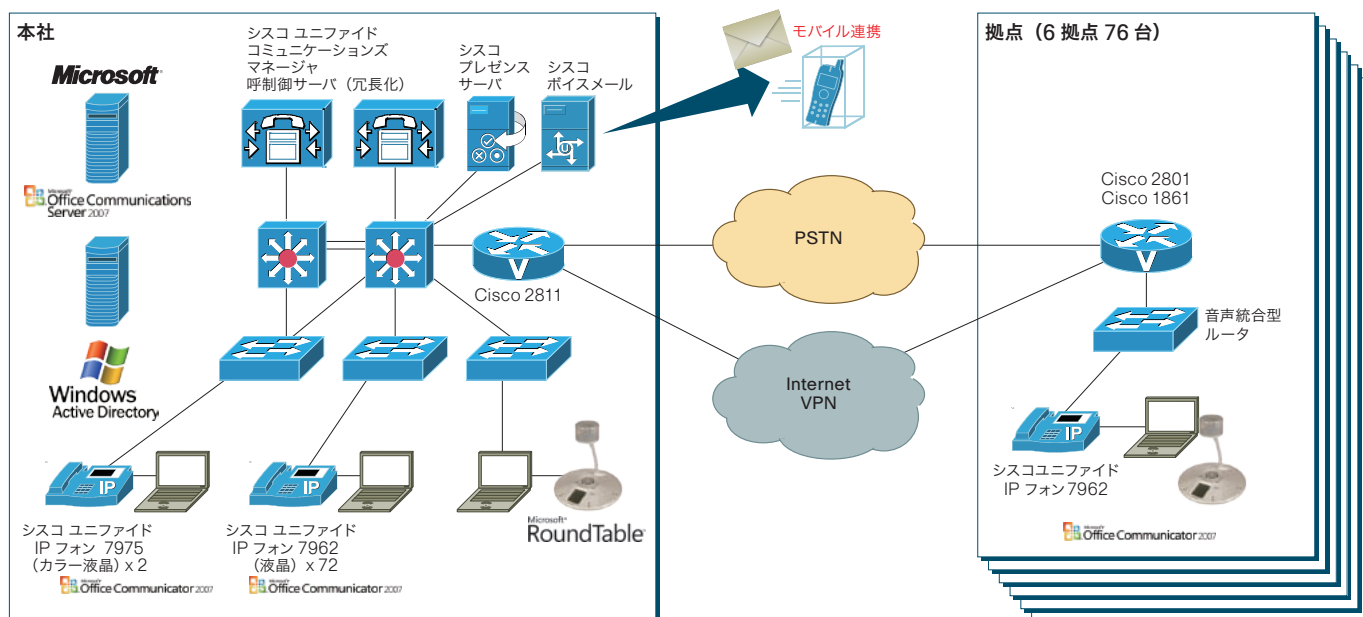 本社
Microsoft®
Microsoft®
Office Communications
Server 2007
Windows
Active Directory
シスコ ユニファイド
コミュニケーションズ
マネージャ
呼制御サーバ（冗長化）
シスコ
プレゼンス
サーバ
シスコ
ボイスメール
モバイル連携
V
Cisco 2811
IP
シスコ ユニファイド
IP フォン 7975
（カラー液晶）x 2
Microsoft®
Office Communicator 2007
IP
シスコ ユニファイド
IP フォン 7962
（液晶）x 72
Microsoft®
Office Communicator 2007
Microsoft®
RoundTable™
PSTN
Internet
VPN
拠点（6 拠点 76 台）
Cisco 2801
Cisco 1861
V
音声統合型
ルータ
IP
シスコユニファイド
IP フォン 7962
Microsoft®
Office Communicator 2007